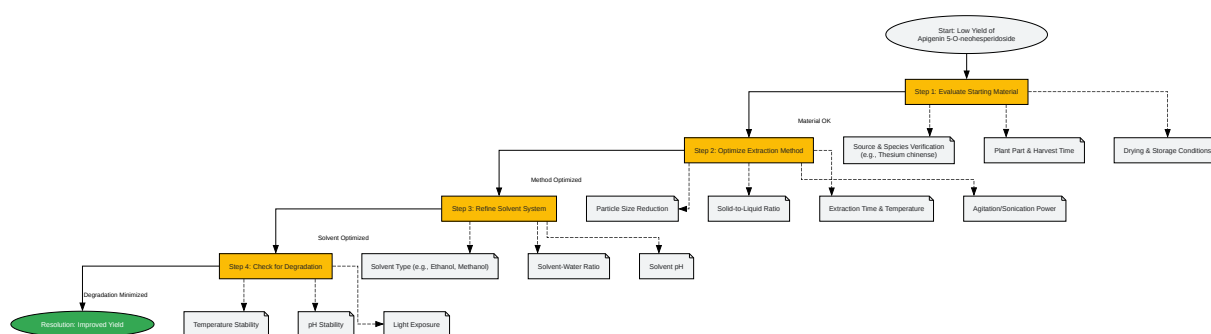 Start: Low Yield of
Apigenin 5-O-neohesperidoside
Step 1: Evaluate Starting Material
Material OK
Source & Species Verification
(e.g., Thesium chinense)
Plant Part & Harvest Time
Drying & Storage Conditions
Step 2: Optimize Extraction Method
Method Optimized
Particle Size Reduction
Solid-to-Liquid Ratio
Extraction Time & Temperature
Agitation/Sonication Power
Step 3: Refine Solvent System
Solvent Optimized
Solvent Type (e.g., Ethanol, Methanol)
Solvent-Water Ratio
Solvent pH
Step 4: Check for Degradation
Degradation Minimized
Resolution: Improved Yield
Temperature Stability
pH Stability
Light Exposure